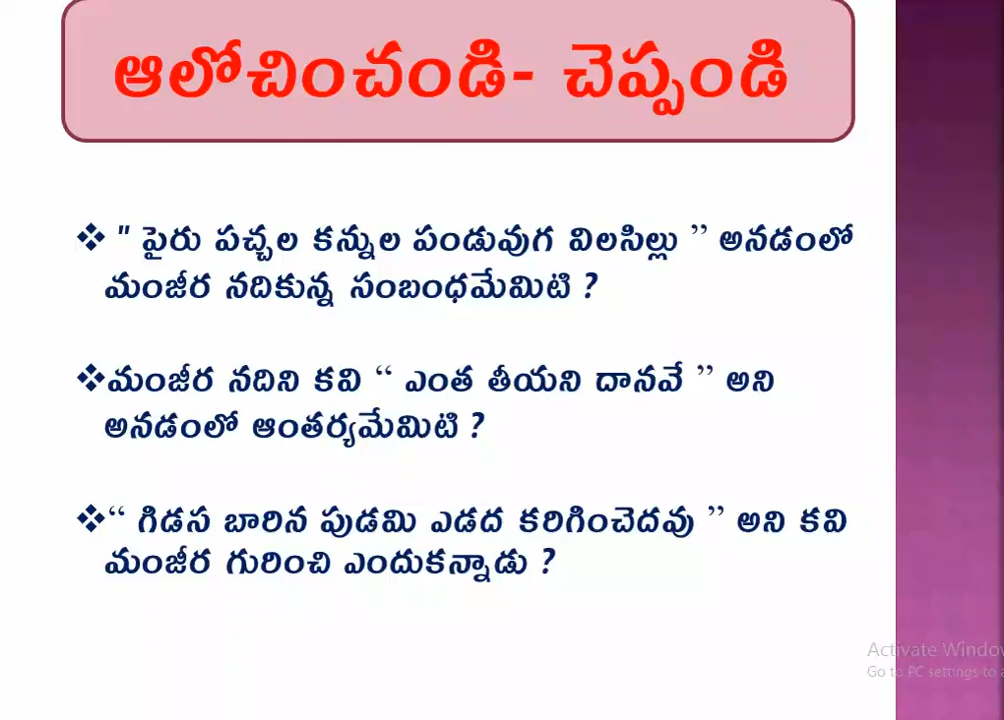 ఆలోచించండి- చెప్పండి
❖ " పైరు పచ్చల కన్నుల పండువుగ విలసిల్లు ” అనడంలో
మంజీర నదికున్న సంబంధమేమిటి ?
❖మంజీర నదిని కవి “ ఎంత తీయని దానవే ” అని
అనడంలో ఆంతర్యమేమిటి ?
❖“ గిడస బారిన పుడమి ఎడద కరిగించెదవు ” అని కవి
మంజీర గురించి ఎందుకన్నాడు ?
Activate Window
Go to PC settings to a